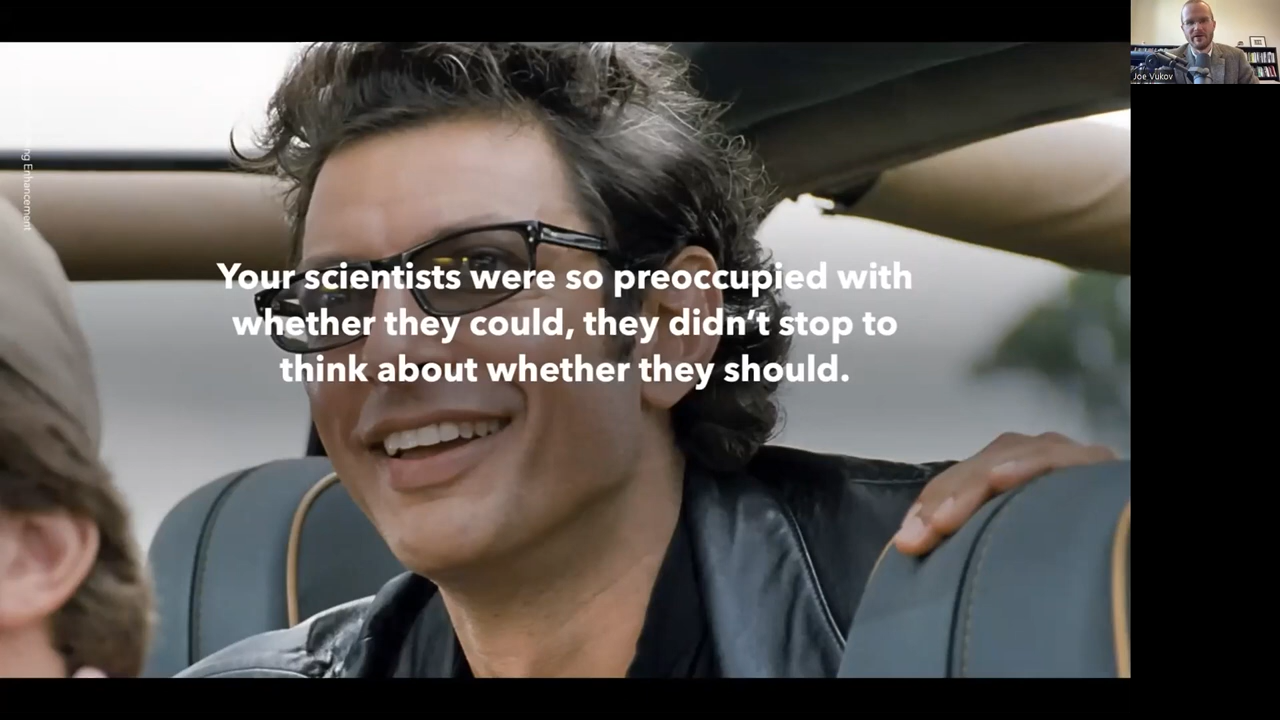 Your scientists were so preoccupied with
whether they could, they didn’t stop to
think about whether they should.
Enhancement
Joe Vukov